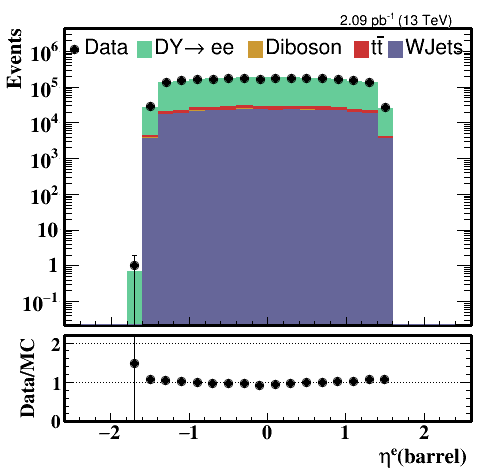 2.09 pb⁻¹ (13 TeV)
Events
Data DY→ ee Diboson tt̄ WJets
10⁶
10⁵
10⁴
10³
10²
10
1
10⁻¹
Data/MC
2
1
0
−2 −1 0 1 2
ηᵉ(barrel)